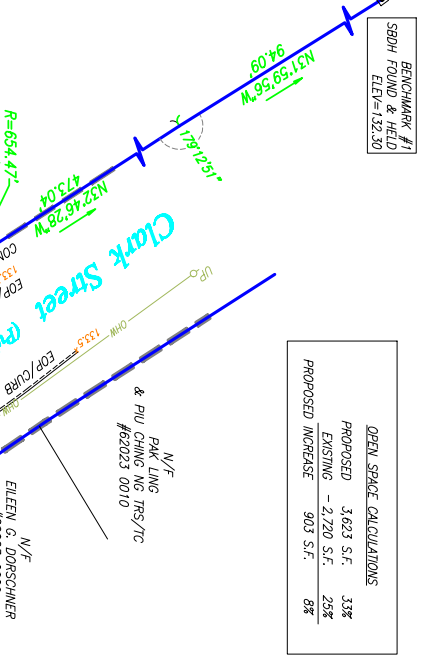 BENCHMARK #1
SBDH FOUND & HELD
ELEV=132.30
N31°59'56"W
94.09'
179°12'51"
N32°46'28"W
473.04'
R=654.47'
Clark Street
UP
OHW
133.5
EOP/CURB
OHW
N/F
PAK LING
& PIU CHING NG TRS/TC
#62023 0010
N/F
EILEEN G. DORSCHNER
OPEN SPACE CALCULATIONS
PROPOSED 3,623 S.F. 33%
EXISTING - 2,720 S.F. 25%
PROPOSED INCREASE 903 S.F. 8%